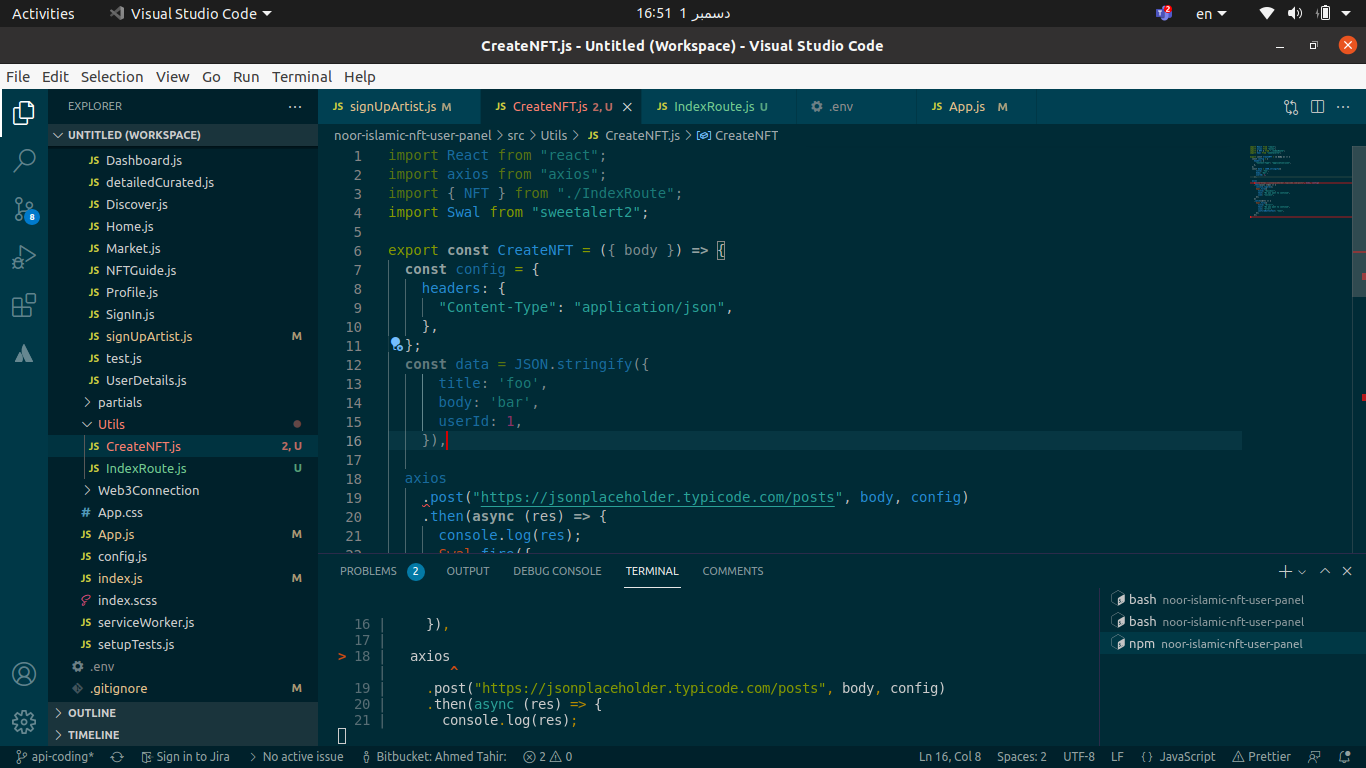 Activities
Visual Studio Code
16:51 1 دسمبر
2
en
CreateNFT.js - Untitled (Workspace) - Visual Studio Code
File Edit Selection View Go Run Terminal Help
EXPLORER
UNTITLED (WORKSPACE)
JS Dashboard.js
JS detailedCurated.js
JS Discover.js
JS Home.js
JS Market.js
JS NFTGuide.js
JS Profile.js
JS SignIn.js
JS signUpArtist.js M
JS test.js
JS UserDetails.js
partials
Utils
JS CreateNFT.js 2, U
JS IndexRoute.js U
Web3Connection
# App.css
JS App.js M
JS config.js
JS index.js M
index.scss
JS serviceWorker.js
JS setupTests.js
.env
.gitignore M
OUTLINE
TIMELINE
8
JS signUpArtist.js M
JS CreateNFT.js 2, U
JS IndexRoute.js U
.env
JS App.js M
noor-islamic-nft-user-panel > src > Utils > JS CreateNFT.js > CreateNFT
1 import React from "react";
2 import axios from "axios";
3 import { NFT } from "./IndexRoute";
4 import Swal from "sweetalert2";
5
6 export const CreateNFT = ({ body }) => {
7 const config = {
8 headers: {
9 "Content-Type": "application/json",
10 },
11 };
12 const data = JSON.stringify({
13 title: 'foo',
14 body: 'bar',
15 userId: 1,
16 }),
17
18 axios
19 .post("https://jsonplaceholder.typicode.com/posts", body, config)
20 .then(async (res) => {
21 console.log(res);
22 Swal.fire({
PROBLEMS 2 OUTPUT DEBUG CONSOLE TERMINAL COMMENTS
16 | }),
17 |
> 18 | axios
| ^
19 | .post("https://jsonplaceholder.typicode.com/posts", body, config)
20 | .then(async (res) => {
21 | console.log(res);
bash noor-islamic-nft-user-panel
bash noor-islamic-nft-user-panel
npm noor-islamic-nft-user-panel
api-coding* Sign in to Jira > No active issue Bitbucket: Ahmed Tahir: 2 0 Ln 16, Col 8 Spaces: 2 UTF-8 LF { } JavaScript Prettier